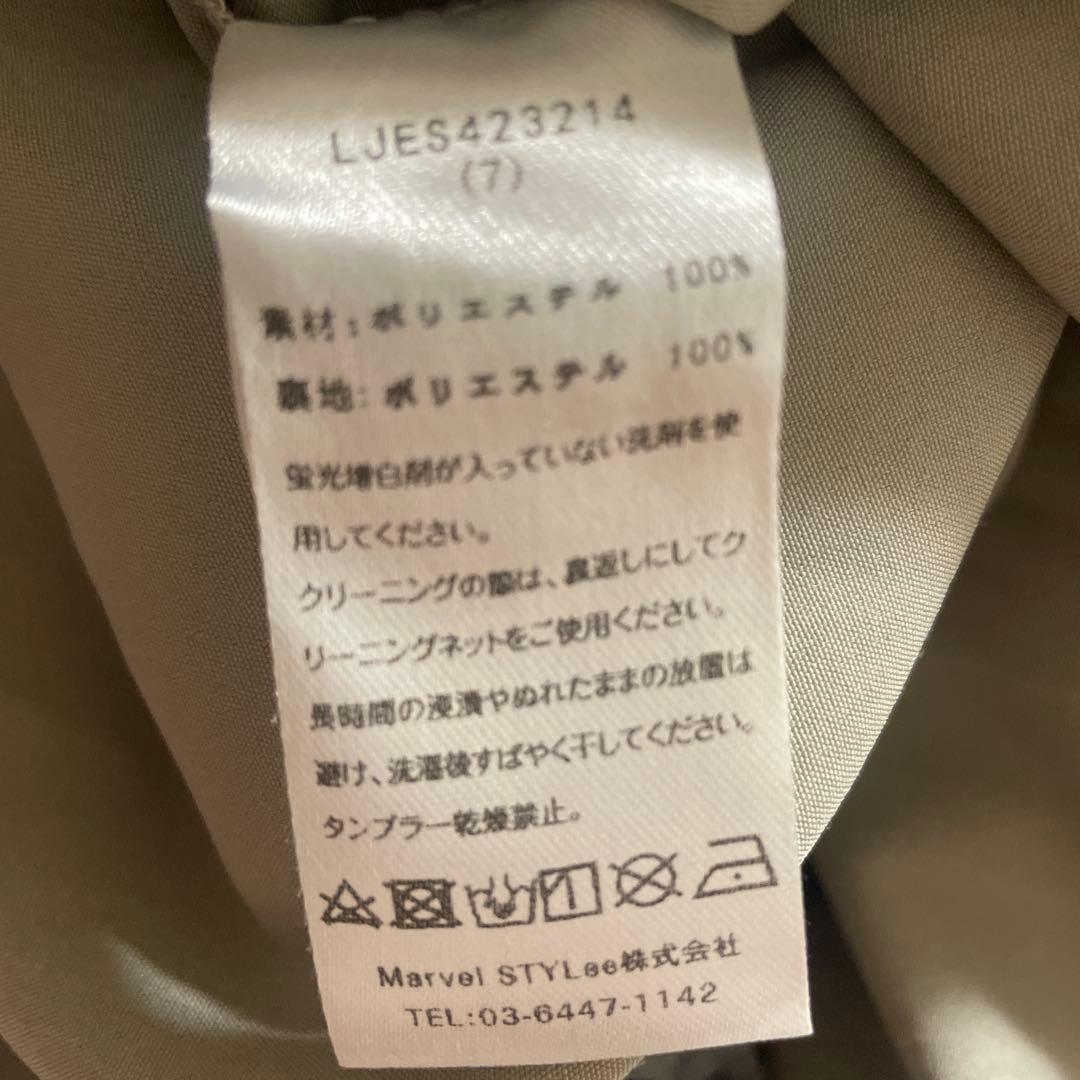 LJES423214
(7)
素材:ポリエステル 100%
裏地:ポリエステル 100%
蛍光増白剤が入っていない洗剤を使
用してください。
クリーニングの際は、裏返しにしてク
リーニングネットをご使用ください。
長時間の浸漬やぬれたままの放置は
避け、洗濯後すばやく干してください。
タンブラー乾燥禁止。
Marvel STYLee株式会社
TEL:03-6447-1142